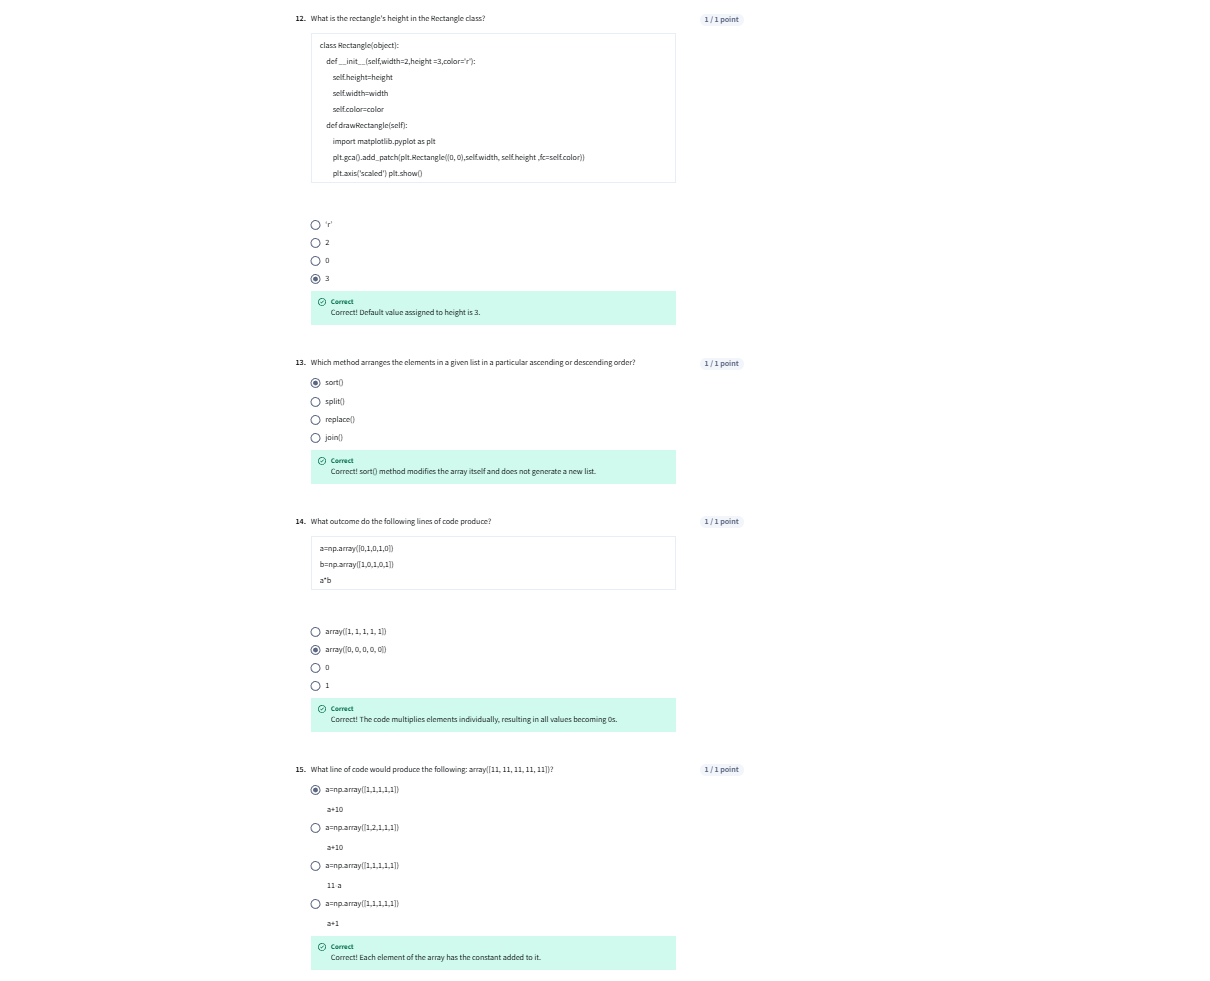 12. What is the rectangle's height in the Rectangle class?
1 / 1 point
class Rectangle(object):
def __init__(self,width=2,height =3,color='r'):
self.height=height
self.width=width
self.color=color
def drawRectangle(self):
import matplotlib.pyplot as plt
plt.gca().add_patch(plt.Rectangle((0, 0),self.width, self.height ,fc=self.color))
plt.axis('scaled') plt.show()
'r'
2
0
3
Correct
Correct! Default value assigned to height is 3.
13. Which method arranges the elements in a given list in a particular ascending or descending order?
1 / 1 point
sort()
split()
replace()
join()
Correct
Correct! sort() method modifies the array itself and does not generate a new list.
14. What outcome do the following lines of code produce?
1 / 1 point
a=np.array([0,1,0,1,0])
b=np.array([1,0,1,0,1])
a*b
array([1, 1, 1, 1, 1])
array([0, 0, 0, 0, 0])
0
1
Correct
Correct! The code multiplies elements individually, resulting in all values becoming 0s.
15. What line of code would produce the following: array([11, 11, 11, 11, 11])?
1 / 1 point
a=np.array([1,1,1,1,1])
a+10
a=np.array([1,2,1,1,1])
a+10
a=np.array([1,1,1,1,1])
11-a
a=np.array([1,1,1,1,1])
a+1
Correct
Correct! Each element of the array has the constant added to it.